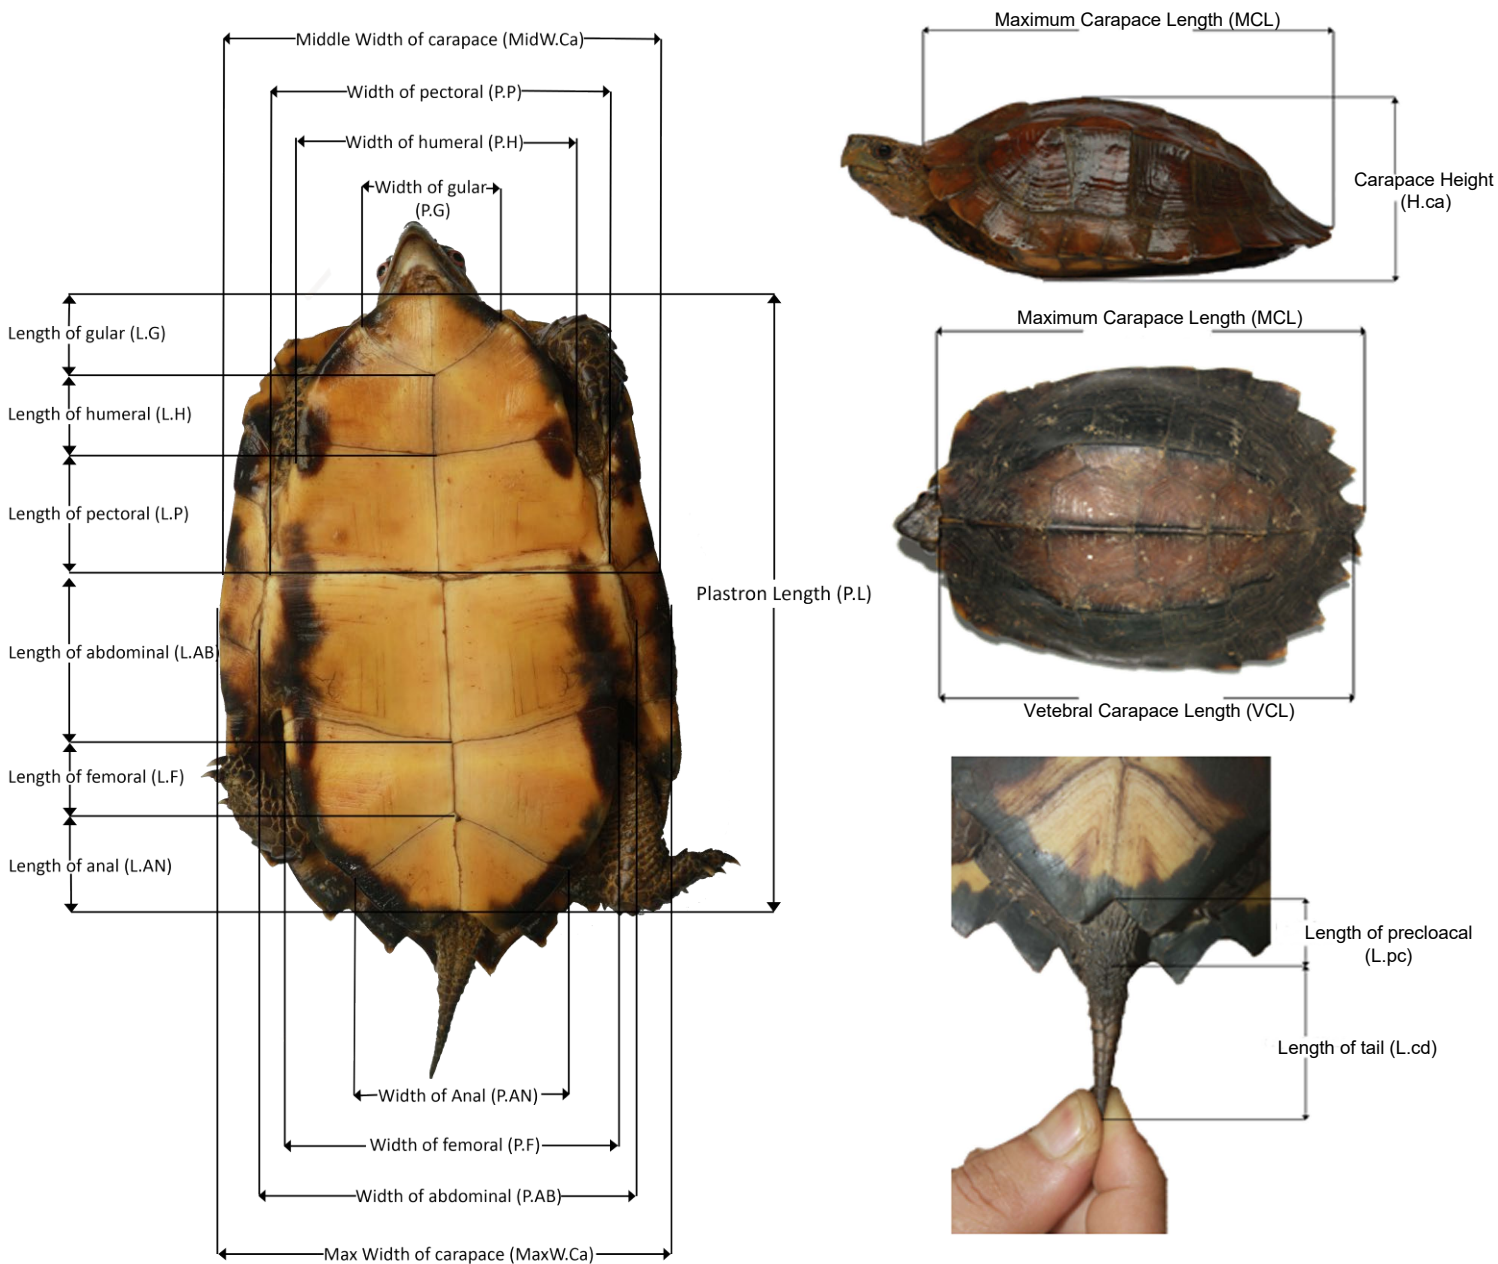 Middle Width of carapace (MidW.Ca)
Width of pectoral (P.P)
Width of humeral (P.H)
Width of gular
(P.G)
Length of gular (L.G)
Length of humeral (L.H)
Length of pectoral (L.P)
Length of abdominal (L.AB)
Length of femoral (L.F)
Length of anal (L.AN)
Plastron Length (P.L)
Width of Anal (P.AN)
Width of femoral (P.F)
Width of abdominal (P.AB)
Max Width of carapace (MaxW.Ca)
Maximum Carapace Length (MCL)
Carapace Height
(H.ca)
Maximum Carapace Length (MCL)
Vetebral Carapace Length (VCL)
Length of precloacal
(L.pc)
Length of tail (L.cd)